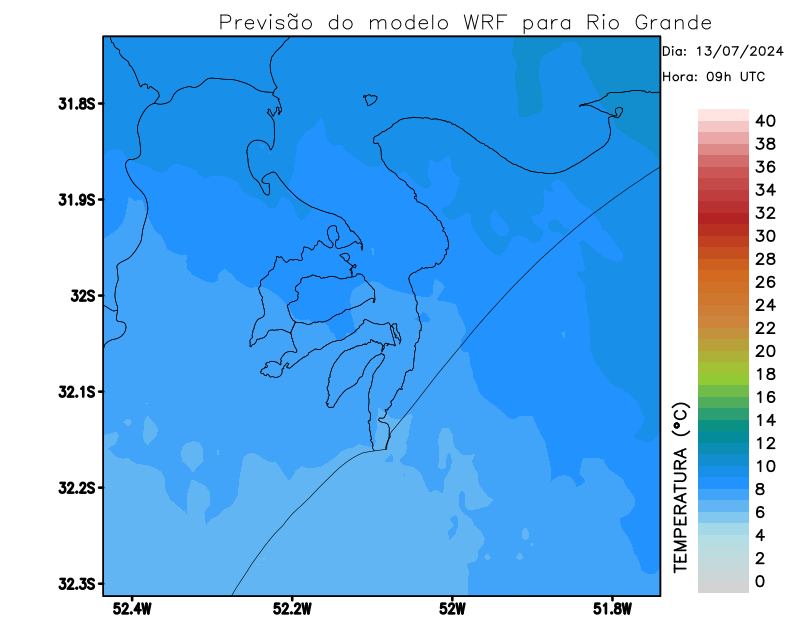 Previsão do modelo WRF para Rio Grande
Dia: 13/07/2024
Hora: 09h UTC
31.8S
31.9S
32S
32.1S
32.2S
32.3S
52.4W
52.2W
52W
51.8W
TEMPERATURA (°C)
40
38
36
34
32
30
28
26
24
22
20
18
16
14
12
10
8
6
4
2
0